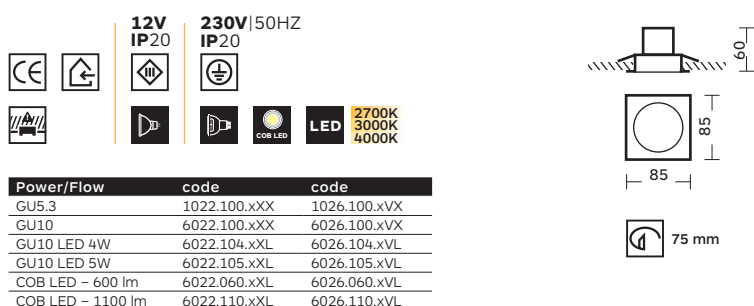 12V
IP20
230V|50HZ
IP20
CE
COB LED
LED
2700K
3000K
4000K
Power/Flow code code
GU5.3 1022.100.xXX 1026.100.xVX
GU10 6022.100.xXX 6026.100.xVX
GU10 LED 4W 6022.104.xXL 6026.104.xVL
GU10 LED 5W 6022.105.xXL 6026.105.xVL
COB LED – 600 lm 6022.060.xXL 6026.060.xVL
COB LED – 1100 lm 6022.110.xXL 6026.110.xVL
60
85
85
75 mm